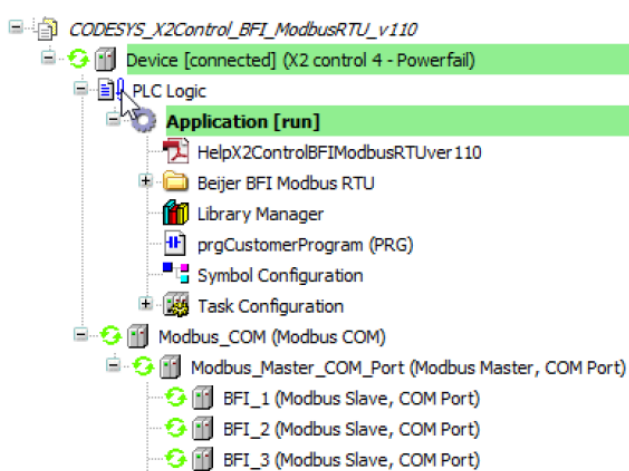 CODESYS_X2Control_BFI_ModbusRTU_v110
Device [connected] (X2 control 4 - Powerfail)
PLC Logic
Application [run]
HelpX2ControlBFIModbusRTUver110
Beijer BFI Modbus RTU
Library Manager
prgCustomerProgram (PRG)
Symbol Configuration
Task Configuration
Modbus_COM (Modbus COM)
Modbus_Master_COM_Port (Modbus Master, COM Port)
BFI_1 (Modbus Slave, COM Port)
BFI_2 (Modbus Slave, COM Port)
BFI_3 (Modbus Slave, COM Port)